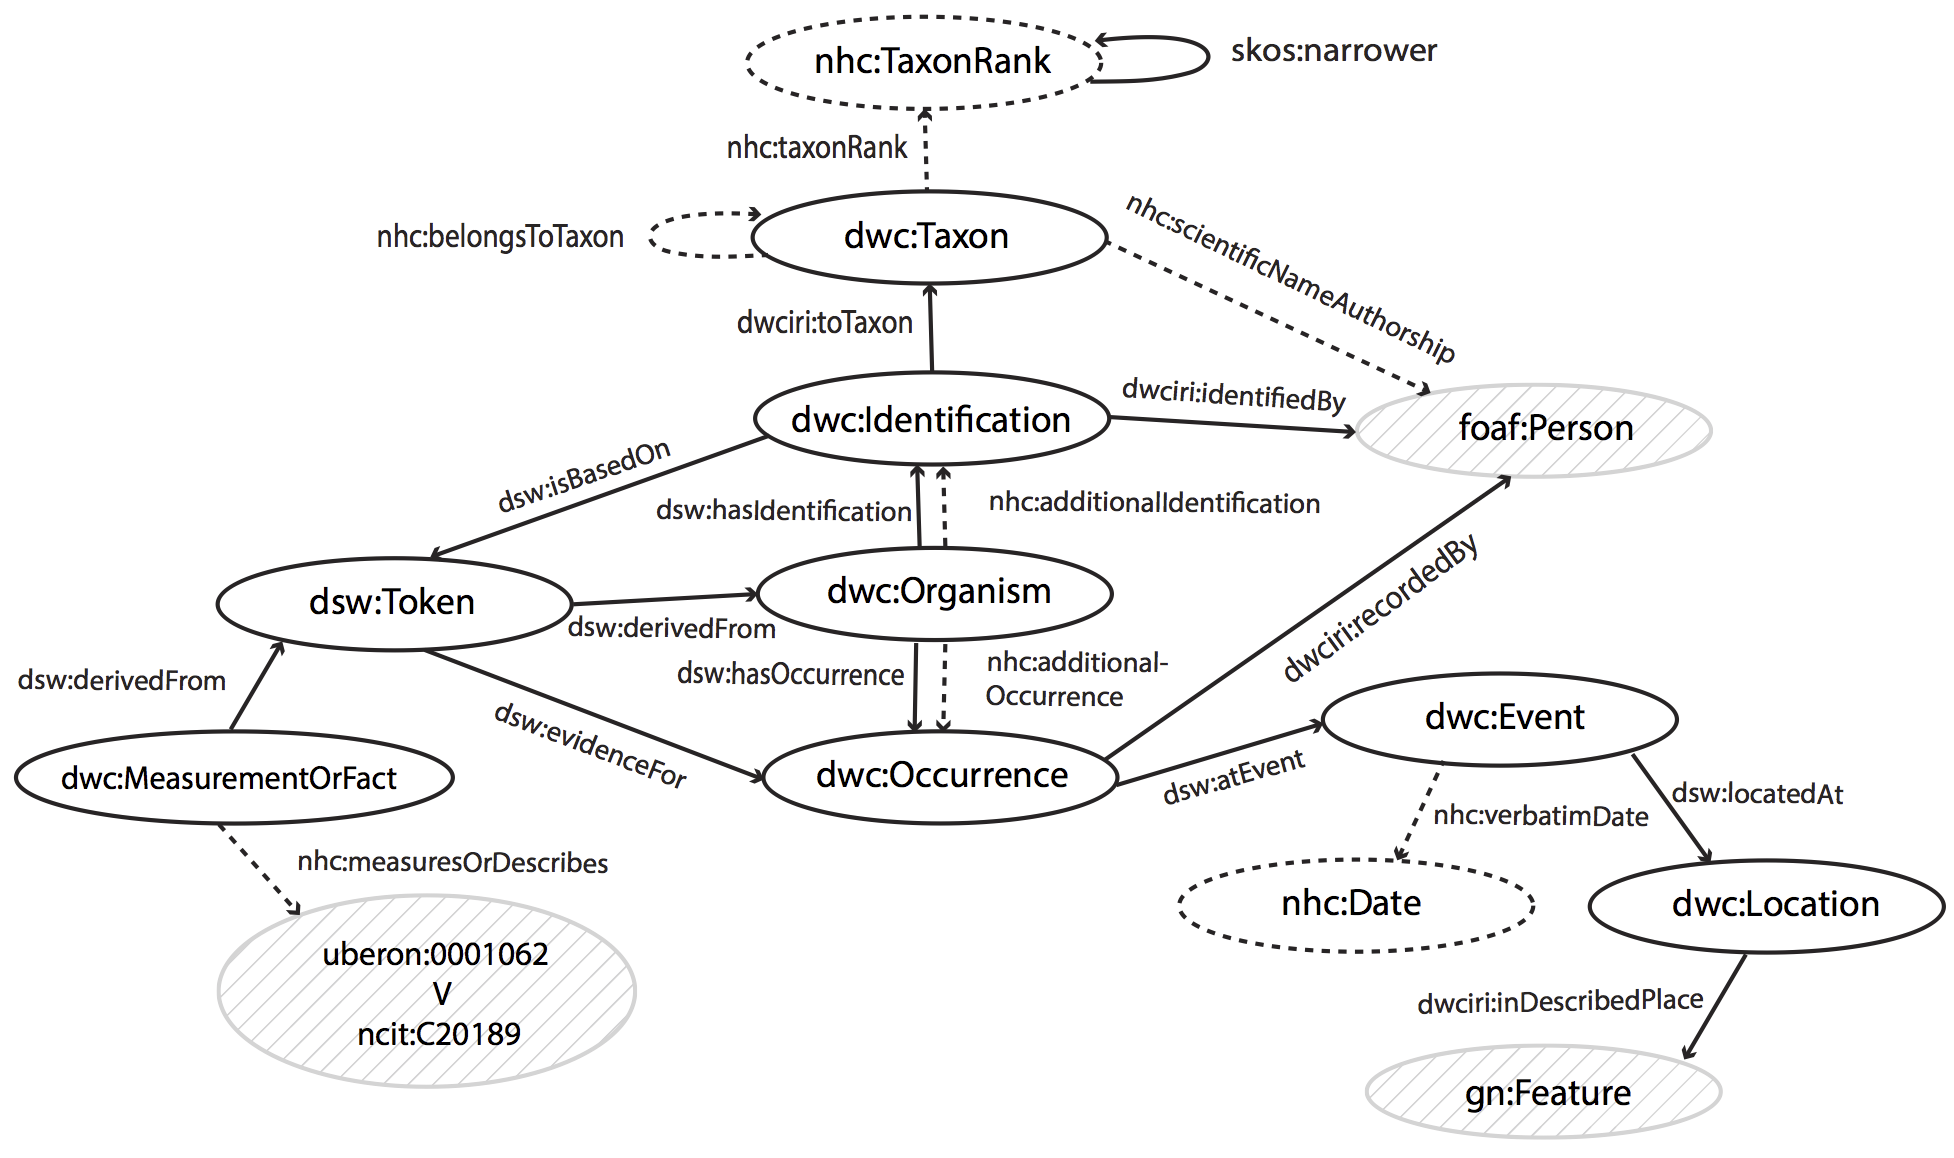 nhc:TaxonRank
skos:narrower
nhc:taxonRank
nhc:belongsToTaxon
dwc:Taxon
nhc:scientificNameAuthorship
dwciri:toTaxon
dwc:Identification
dwciri:identifiedBy
foaf:Person
dsw:isBasedOn
dsw:hasIdentification
nhc:additionalIdentification
dsw:Token
dsw:derivedFrom
dwc:Organism
dwciri:recordedBy
dsw:derivedFrom
dsw:hasOccurrence
nhc:additional-
Occurrence
dsw:evidenceFor
dwc:MeasurementOrFact
dwc:Occurrence
dsw:atEvent
dwc:Event
dsw:locatedAt
nhc:verbatimDate
nhc:measuresOrDescribes
nhc:Date
dwc:Location
uberon:0001062
V
ncit:C20189
dwciri:inDescribedPlace
gn:Feature